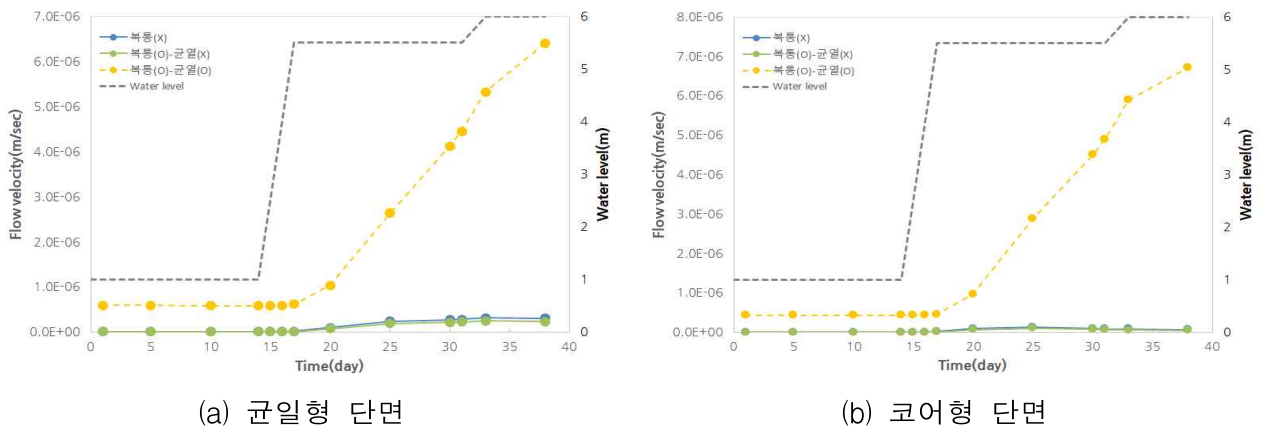 7.0E-06
6.0E-06
5.0E-06
4.0E-06
3.0E-06
2.0E-06
1.0E-06
0.0E+00
Flow velocity(m/sec)
복통(X)
복통(O)-균열(X)
복통(O)-균열(O)
Water level
6
5
4
3
2
1
0
Water level(m)
0 5 10 15 20 25 30 35 40
Time(day)
(a) 균일형 단면
8.0E-06
7.0E-06
6.0E-06
5.0E-06
4.0E-06
3.0E-06
2.0E-06
1.0E-06
0.0E+00
Flow velocity(m/sec)
복통(X)
복통(O)-균열(X)
복통(O)-균열(O)
Water level
6
5
4
3
2
1
0
Water level(m)
0 5 10 15 20 25 30 35 40
Time(day)
(b) 코어형 단면